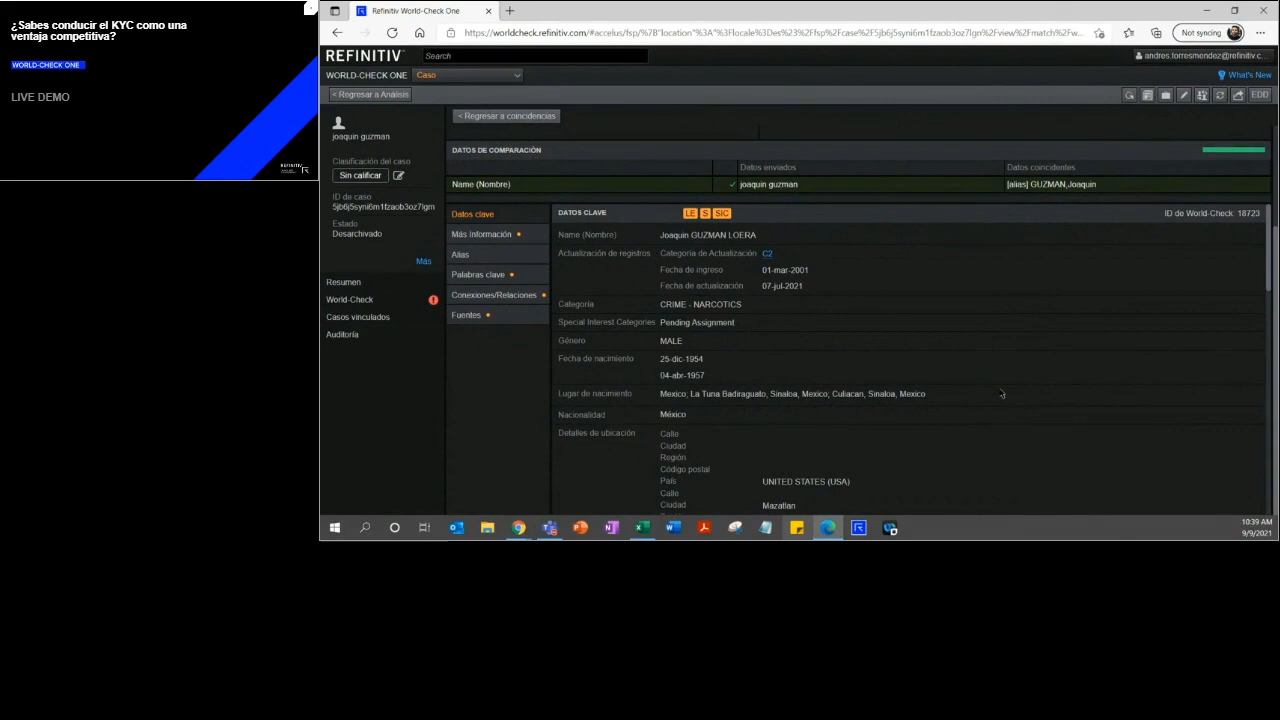 ¿Sabes conducir el KYC como una
ventaja competitiva?
WORLD-CHECK ONE
LIVE DEMO
REFINITIV
Refinitiv World-Check One
https://worldcheck.refinitiv.com/#accelus/fsp/%7B"location"%3A"%3Flocale%3Des%23%2Ffsp%2Fcase%2F5jb6j5syni6m1fzaob3oz7lgn%2Fview%2Fmatch%2Fw...
Not syncing
REFINITIV
Search
andres.torresmendez@refinitiv.c...
WORLD-CHECK ONE
Caso
What's New
< Regresar a Análisis
EDD
joaquin guzman
Clasificación del caso
Sin calificar
ID de caso
5jb6j5syni6m1fzaob3oz7lgn
Estado
Desarchivado
Más
Resumen
World-Check
Casos vinculados
Auditoría
< Regresar a coincidencias
DATOS DE COMPARACIÓN
Datos enviados
Datos coincidentes
Name (Nombre)
joaquin guzman
[alias] GUZMAN,Joaquin
Datos clave
Más Información
Alias
Palabras clave
Conexiones/Relaciones
Fuentes
DATOS CLAVE
LE
S
SIC
ID de World-Check 18723
Name (Nombre)
Joaquin GUZMAN LOERA
Actualización de registros
Categoría de Actualización
C2
Fecha de ingreso
01-mar-2001
Fecha de actualización
07-jul-2021
Categoría
CRIME - NARCOTICS
Special Interest Categories
Pending Assignment
Género
MALE
Fecha de nacimiento
25-dic-1954
04-abr-1957
Lugar de nacimiento
Mexico; La Tuna Badiraguato, Sinaloa, Mexico; Culiacan, Sinaloa, Mexico
Nacionalidad
México
Detalles de ubicación
Calle
Ciudad
Región
Código postal
País
UNITED STATES (USA)
Calle
Ciudad
Mazatlan
10:39 AM
9/9/2021